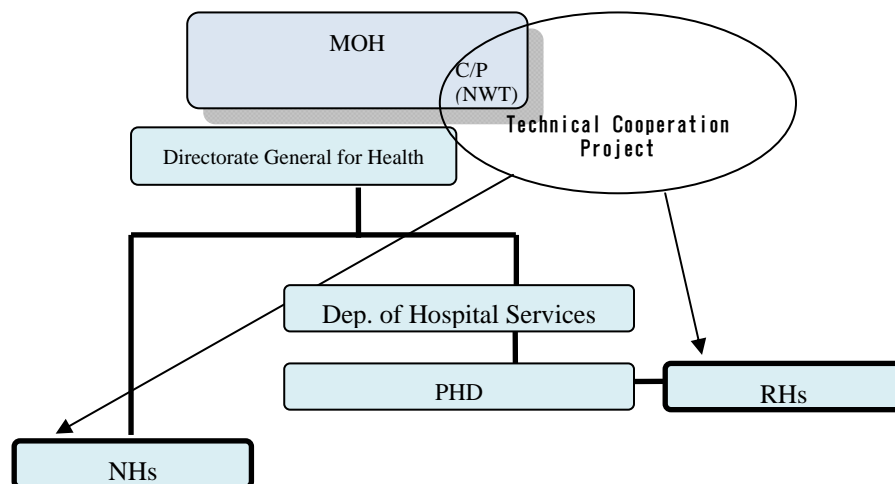 MOH
C/P
(NWT)
Technical Cooperation
Project
Directorate General for Health
Dep. of Hospital Services
PHD
RHs
NHs